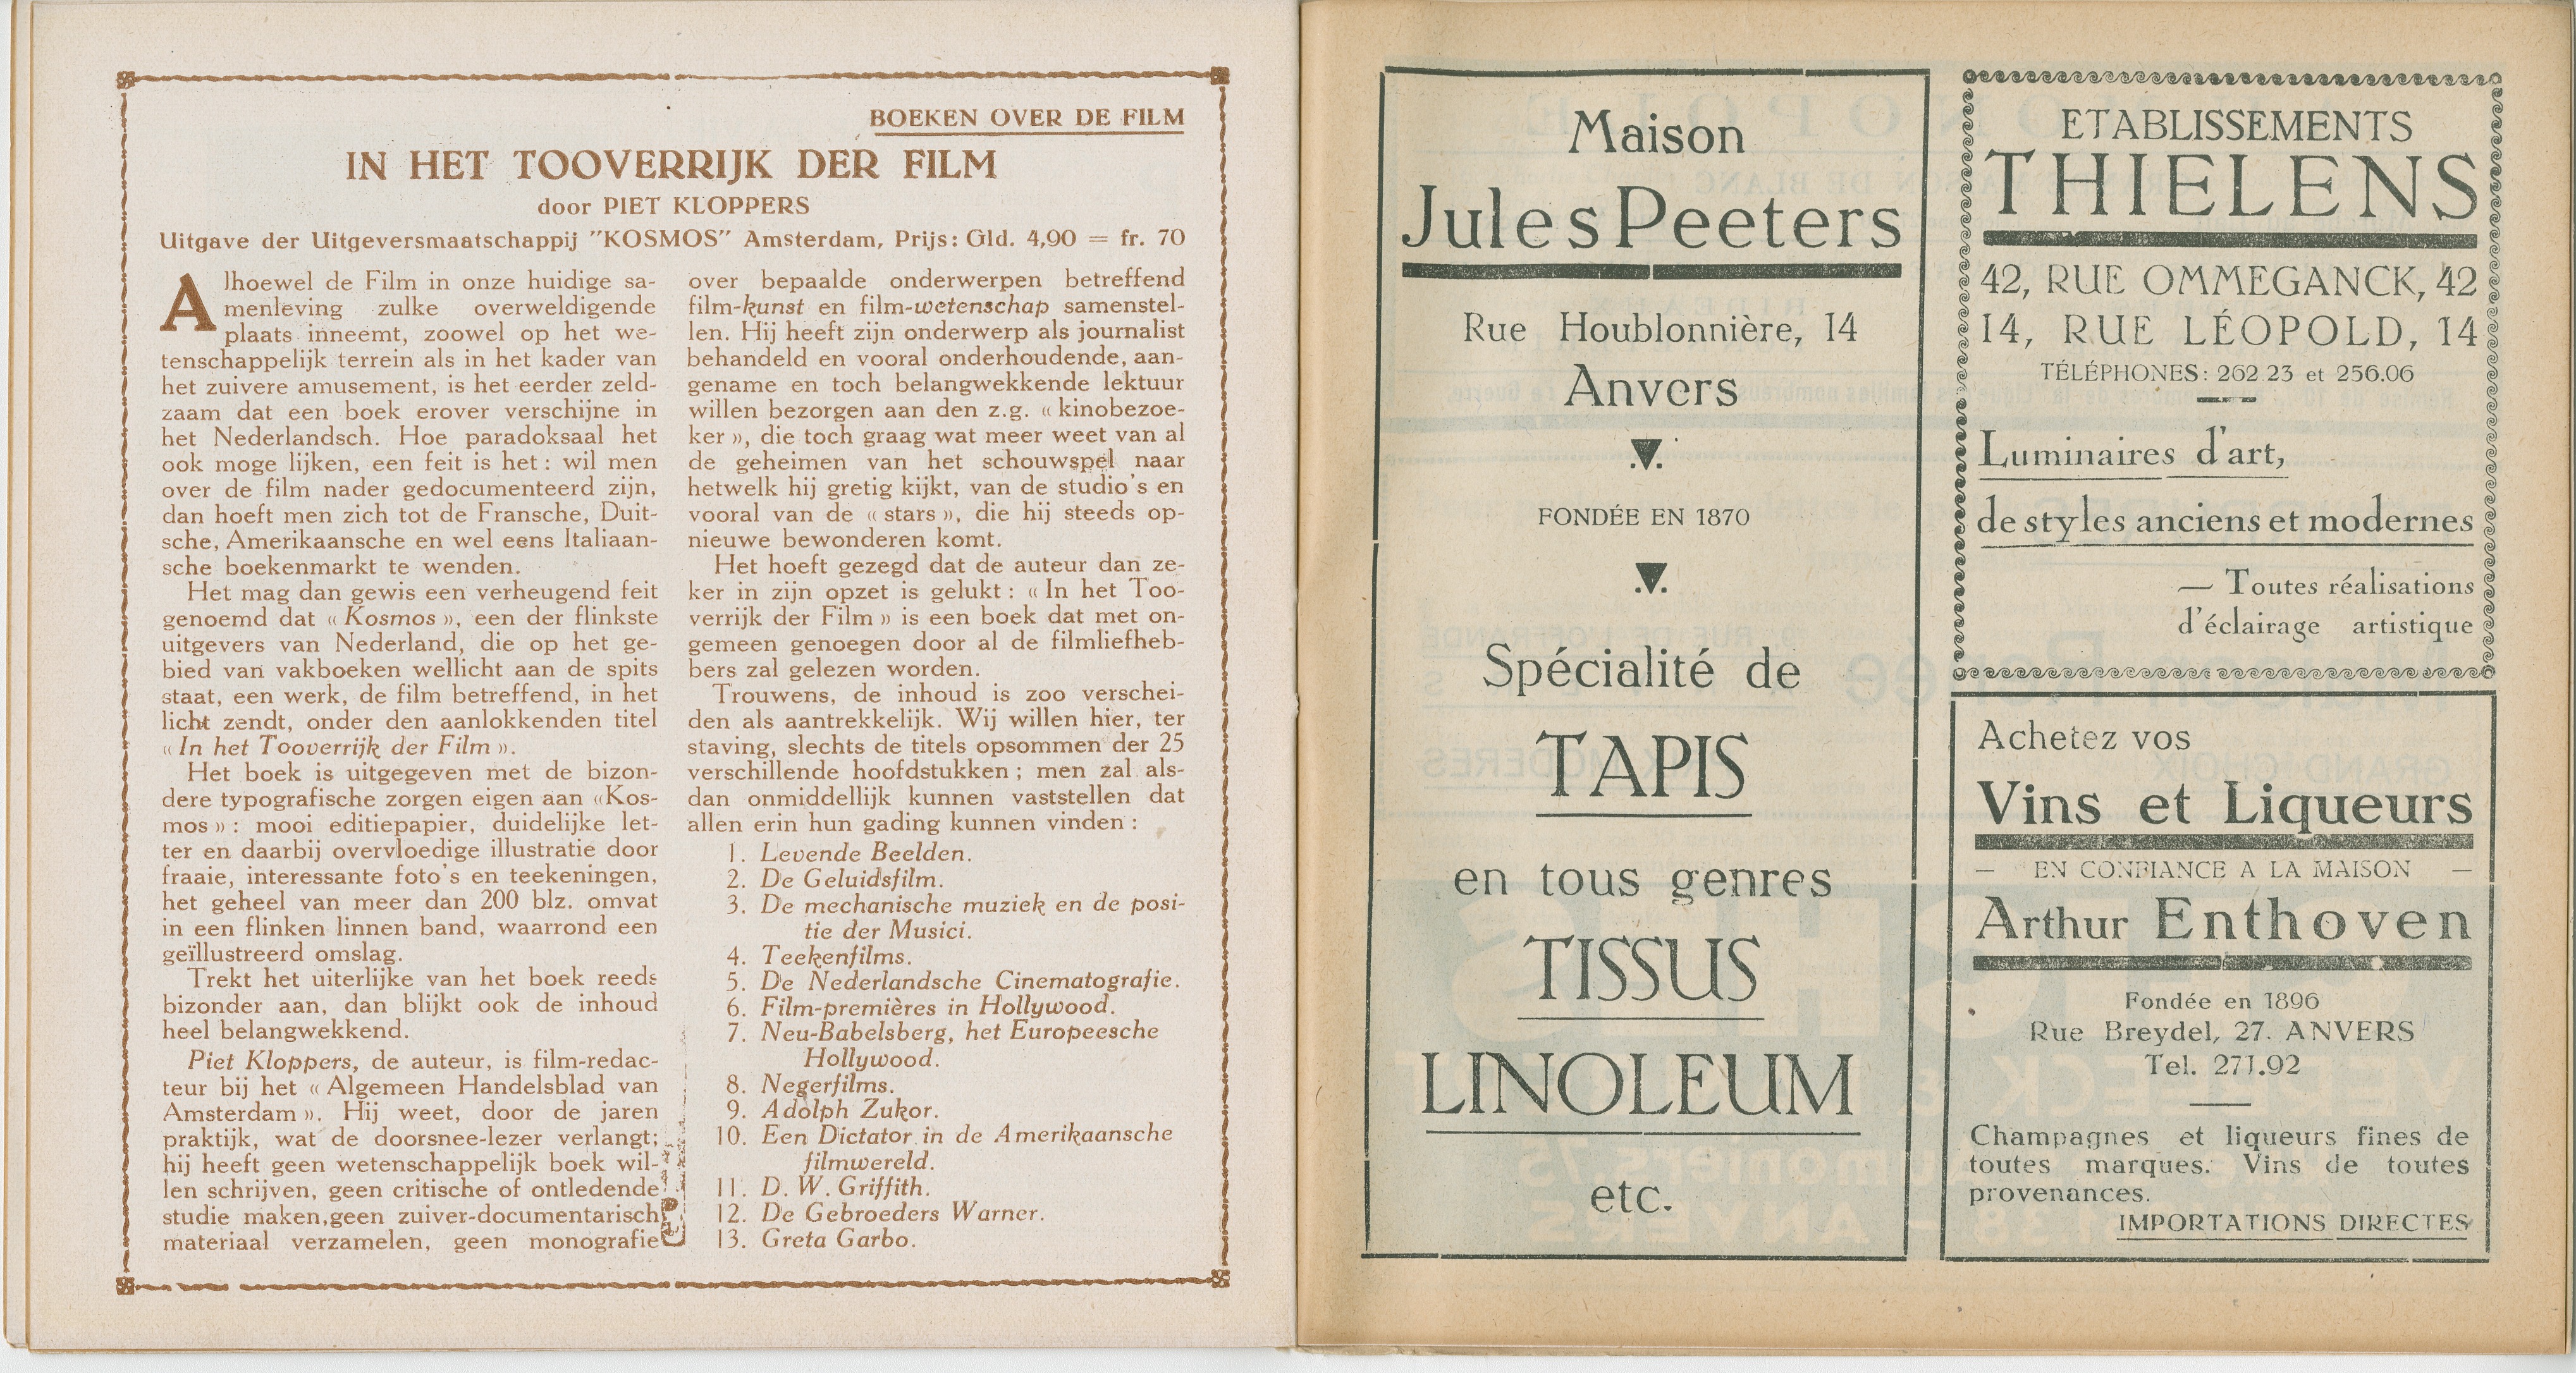 BOEKEN OVER DE FILM
IN HET TOOVERRIJK DER FILM
door PIET KLOPPERS
Uitgave der Uitgeversmaatschappij "KOSMOS" Amsterdam, Prijs: Gld. 4,90 = fr. 70
Alhoewel de Film in onze huidige sa-
menleving zulke overweldigende
plaats inneemt, zoowel op het we-
tenschappelijk terrein als in het kader van
het zuivere amusement, is het eerder zeld-
zaam dat een boek erover verschijne in
het Nederlandsch. Hoe paradoksaal het
ook moge lijken, een feit is het : wil men
over de film nader gedocumenteerd zijn,
dan hoeft men zich tot de Fransche, Duit-
sche, Amerikaansche en wel eens Italiaan-
sche boekenmarkt te wenden.
Het mag dan gewis een verheugend feit
genoemd dat « Kosmos », een der flinkste
uitgevers van Nederland, die op het ge-
bied van vakboeken wellicht aan de spits
staat, een werk, de film betreffend, in het
licht zendt, onder den aanlokkenden titel
« In het Tooverrijk der Film ».
Het boek is uitgegeven met de bizon-
dere typografische zorgen eigen aan «Kos-
mos» : mooi editiepapier, duidelijke let-
ter en daarbij overvloedige illustratie door
fraaie, interessante foto's en teekeningen,
het geheel van meer dan 200 blz. omvat
in een flinken linnen band, waarrond een
geïllustreerd omslag.
Trekt het uiterlijke van het boek reeds
bizonder aan, dan blijkt ook de inhoud
heel belangwekkend.
Piet Kloppers, de auteur, is film-redac-
teur bij het « Algemeen Handelsblad van
Amsterdam ». Hij weet, door de jaren
praktijk, wat de doorsnee-lezer verlangt;
hij heeft geen wetenschappelijk boek wil-
len schrijven, geen critische of ontledende
studie maken, geen zuiver-documentarisch
materiaal verzamelen, geen monografie
over bepaalde onderwerpen betreffend
film-kunst en film-wetenschap samenstel-
len. Hij heeft zijn onderwerp als journalist
behandeld en vooral onderhoudende, aan-
gename en toch belangwekkende lektuur
willen bezorgen aan den z.g. « kinobezoe-
ker », die toch graag wat meer weet van al
de geheimen van het schouwspel naar
hetwelk hij gretig kijkt, van de studio's en
vooral van de « stars », die hij steeds op-
nieuwe bewonderen komt.
Het hoeft gezegd dat de auteur dan ze-
ker in zijn opzet is gelukt : « In het Too-
verrijk der Film » is een boek dat met on-
gemeen genoegen door al de filmliefheb-
bers zal gelezen worden.
Trouwens, de inhoud is zoo verschei-
den als aantrekkelijk. Wij willen hier, ter
staving, slechts de titels opsommen der 25
verschillende hoofdstukken ; men zal als-
dan onmiddellijk kunnen vaststellen dat
allen erin hun gading kunnen vinden :
1. Levende Beelden.
2. De Geluidsfilm.
3. De mechanische muziek en de posi-
tie der Musici.
4. Teekenfilms.
5. De Nederlandsche Cinematografie.
6. Film-premières in Hollywood.
7. Neu-Babelsberg, het Europeesche
Hollywood.
8. Negerfilms.
9. Adolph Zukor.
10. Een Dictator in de Amerikaansche
filmwereld.
11. D. W. Griffith.
12. De Gebroeders Warner.
13. Greta Garbo.
Maison
Jules Peeters
Rue Houblonnière, 14
Anvers
FONDÉE EN 1870
Spécialité de
TAPIS
en tous genres
TISSUS
LINOLEUM
etc.
ETABLISSEMENTS
THIELENS
42, RUE OMMEGANCK, 42
14, RUE LÉOPOLD, 14
TÉLÉPHONES: 262.23 et 256.06
Luminaires d'art,
de styles anciens et modernes
— Toutes réalisations
d'éclairage artistique
Achetez vos
Vins et Liqueurs
— EN CONFIANCE A LA MAISON —
Arthur Enthoven
Fondée en 1896
Rue Breydel, 27. ANVERS
Tel. 271.92
Champagnes et liqueurs fines de
toutes marques. Vins de toutes
provenances.
IMPORTATIONS DIRECTES